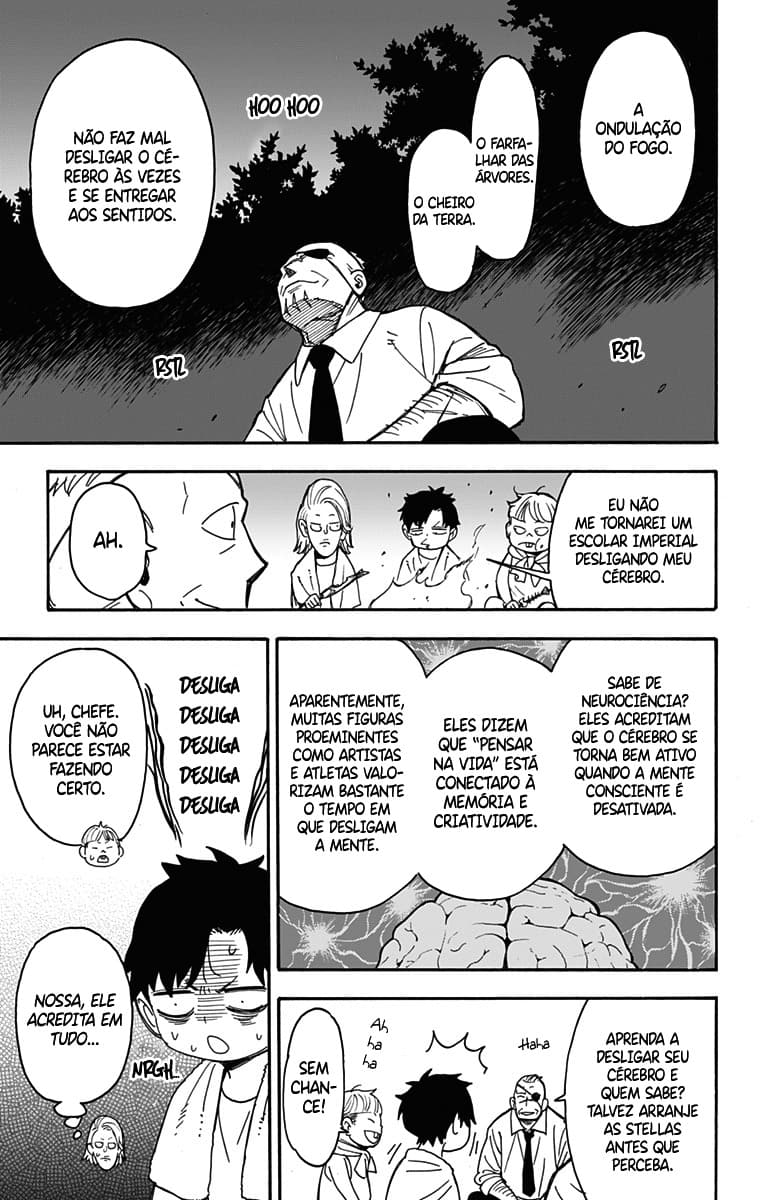 A
ONDULAÇÃO
DO FOGO.
O FARFA-
LHAR DAS
ÁRVORES.
O CHEIRO
DA TERRA.
HOO HOO
NÃO FAZ MAL
DESLIGAR O CÉ-
REBRO ÀS VEZES
E SE ENTREGAR
AOS SENTIDOS.
RSTL
RSTL
EU NÃO
ME TORNAREI UM
ESCOLAR IMPERIAL
DESLIGANDO MEU
CÉREBRO.
AH.
SABE DE
NEUROCIÊNCIA?
ELES ACREDITAM
QUE O CÉREBRO SE
TORNA BEM ATIVO
QUANDO A MENTE
CONSCIENTE É
DESATIVADA.
ELES DIZEM
QUE “PENSAR
NA VIDA” ESTÁ
CONECTADO À
MEMÓRIA E
CRIATIVIDADE.
APARENTEMENTE,
MUITAS FIGURAS
PROEMINENTES
COMO ARTISTAS
E ATLETAS VALO-
RIZAM BASTANTE
O TEMPO EM
QUE DESLIGAM
A MENTE.
DESLIGA
DESLIGA
DESLIGA
DESLIGA
DESLIGA
UH, CHEFE.
VOCÊ NÃO
PARECE ESTAR
FAZENDO
CERTO.
NOSSA, ELE
ACREDITA EM
TUDO...
NRGH...
APRENDA A
DESLIGAR SEU
CÉREBRO E
QUEM SABE?
TALVEZ ARRANJE
AS STELLAS
ANTES QUE
PERCEBA.
Haha
Ah
ha
ha
SEM
CHAN-
CE!